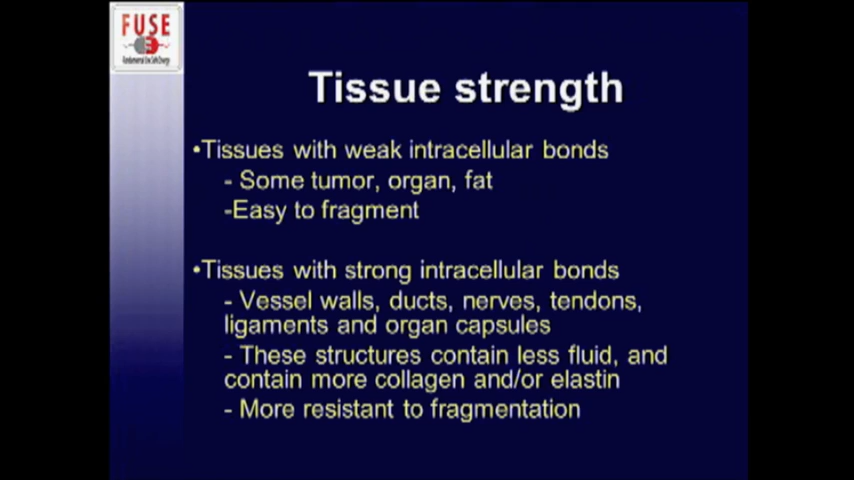 FUSE
Fundamental Use Safe Energy
Tissue strength
•Tissues with weak intracellular bonds
- Some tumor, organ, fat
-Easy to fragment
•Tissues with strong intracellular bonds
- Vessel walls, ducts, nerves, tendons,
ligaments and organ capsules
- These structures contain less fluid, and
contain more collagen and/or elastin
- More resistant to fragmentation